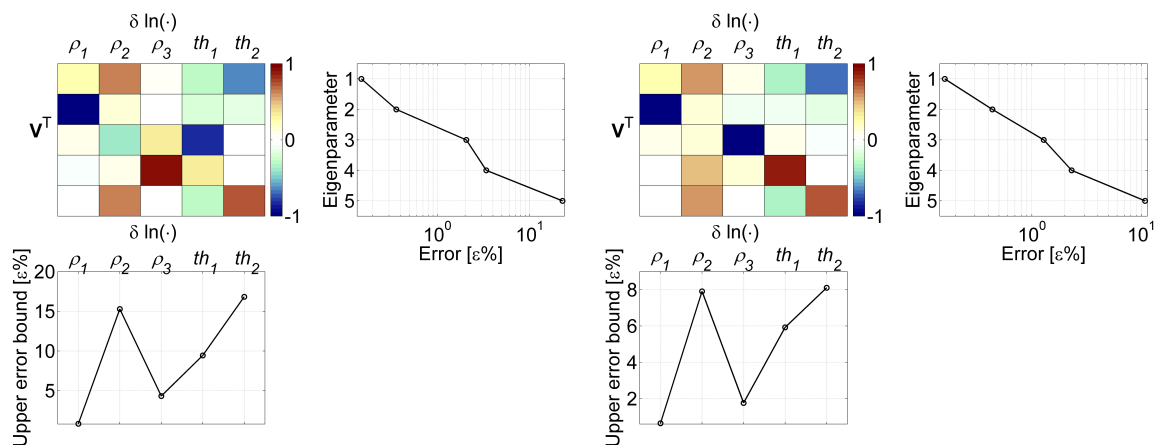 δ ln(·)
ρ1 ρ2 ρ3 th1 th2
V^T
1
0
-1
Eigenparameter
1
2
3
4
5
10^0 10^1
Error [ε%]
δ ln(·)
ρ1 ρ2 ρ3 th1 th2
Upper error bound [ε%]
20
15
10
5
δ ln(·)
ρ1 ρ2 ρ3 th1 th2
V^T
1
0
-1
Eigenparameter
1
2
3
4
5
10^0 10^1
Error [ε%]
δ ln(·)
ρ1 ρ2 ρ3 th1 th2
Upper error bound [ε%]
8
6
4
2